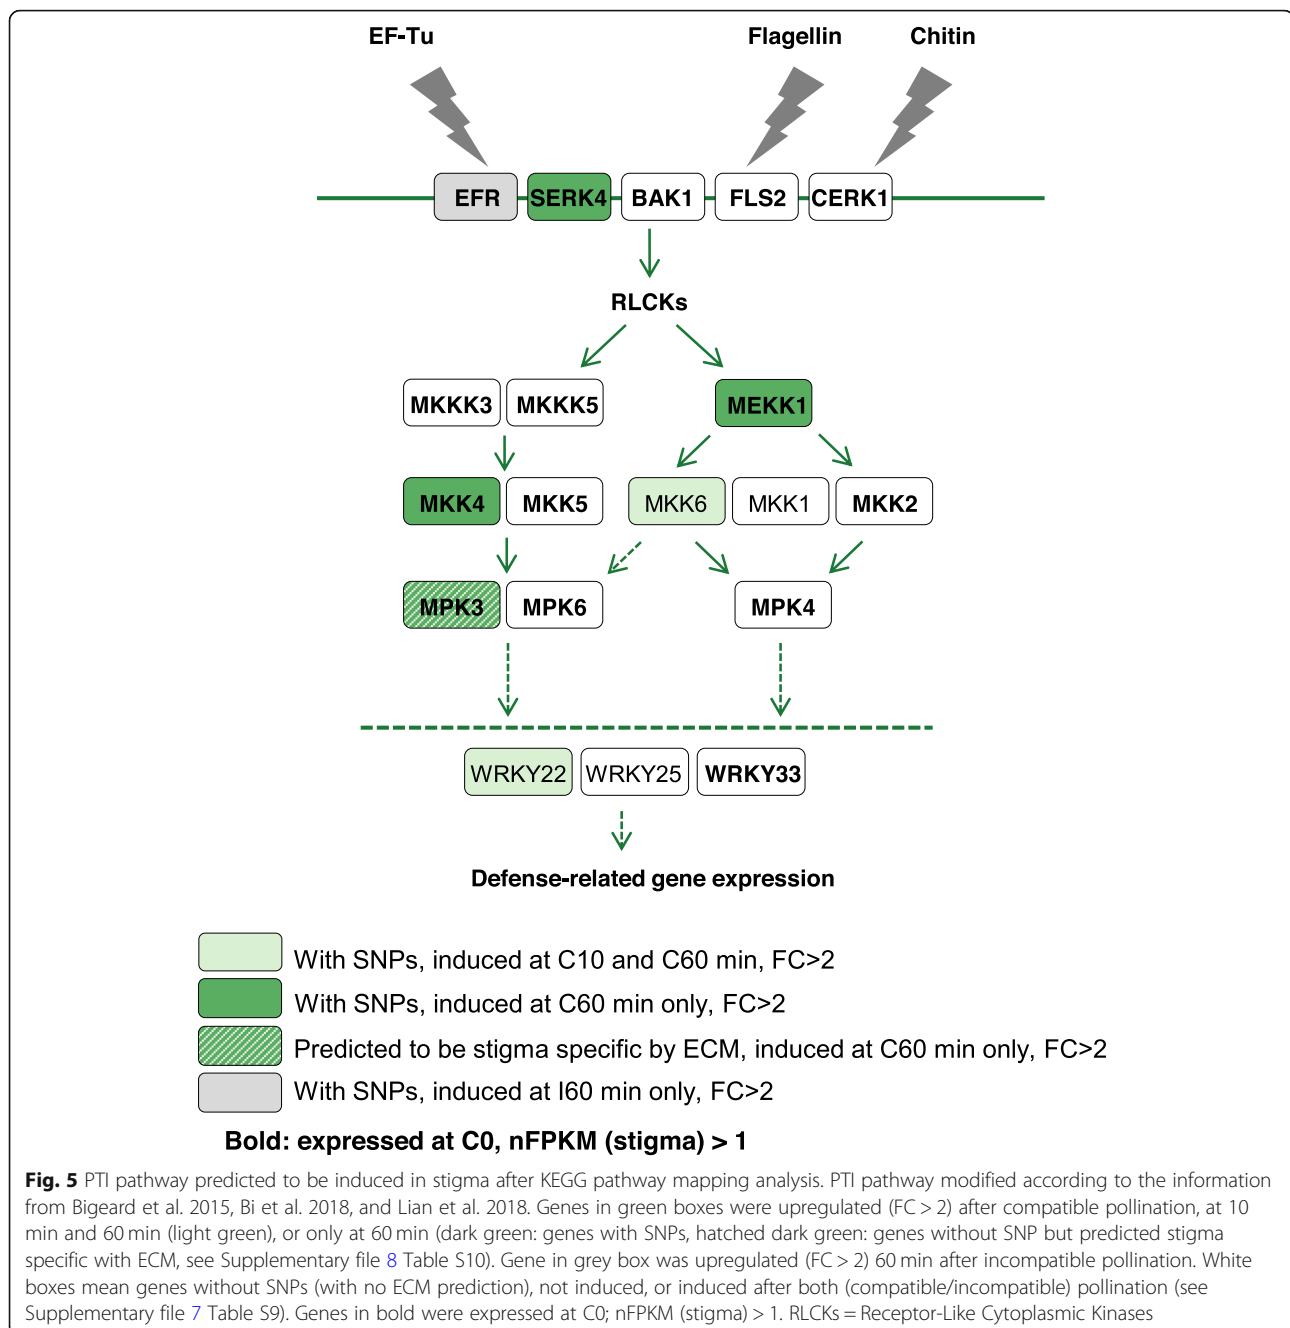 EF-Tu Flagellin Chitin
EFR SERK4 BAK1 FLS2 CERK1
RLCKs
MKKK3 MKKK5 MEKK1
MKK4 MKK5 MKK6 MKK1 MKK2
MPK3 MPK6 MPK4
WRKY22 WRKY25 WRKY33
Defense-related gene expression
With SNPs, induced at C10 and C60 min, FC>2
With SNPs, induced at C60 min only, FC>2
Predicted to be stigma specific by ECM, induced at C60 min only, FC>2
With SNPs, induced at I60 min only, FC>2
Bold: expressed at C0, nFPKM (stigma) > 1
Fig. 5 PTI pathway predicted to be induced in stigma after KEGG pathway mapping analysis. PTI pathway modified according to the information
from Bigeard et al. 2015, Bi et al. 2018, and Lian et al. 2018. Genes in green boxes were upregulated (FC > 2) after compatible pollination, at 10
min and 60 min (light green), or only at 60 min (dark green: genes with SNPs, hatched dark green: genes without SNP but predicted stigma
specific with ECM, see Supplementary file 8 Table S10). Gene in grey box was upregulated (FC > 2) 60 min after incompatible pollination. White
boxes mean genes without SNPs (with no ECM prediction), not induced, or induced after both (compatible/incompatible) pollination (see
Supplementary file 7 Table S9). Genes in bold were expressed at C0; nFPKM (stigma) > 1. RLCKs = Receptor-Like Cytoplasmic Kinases